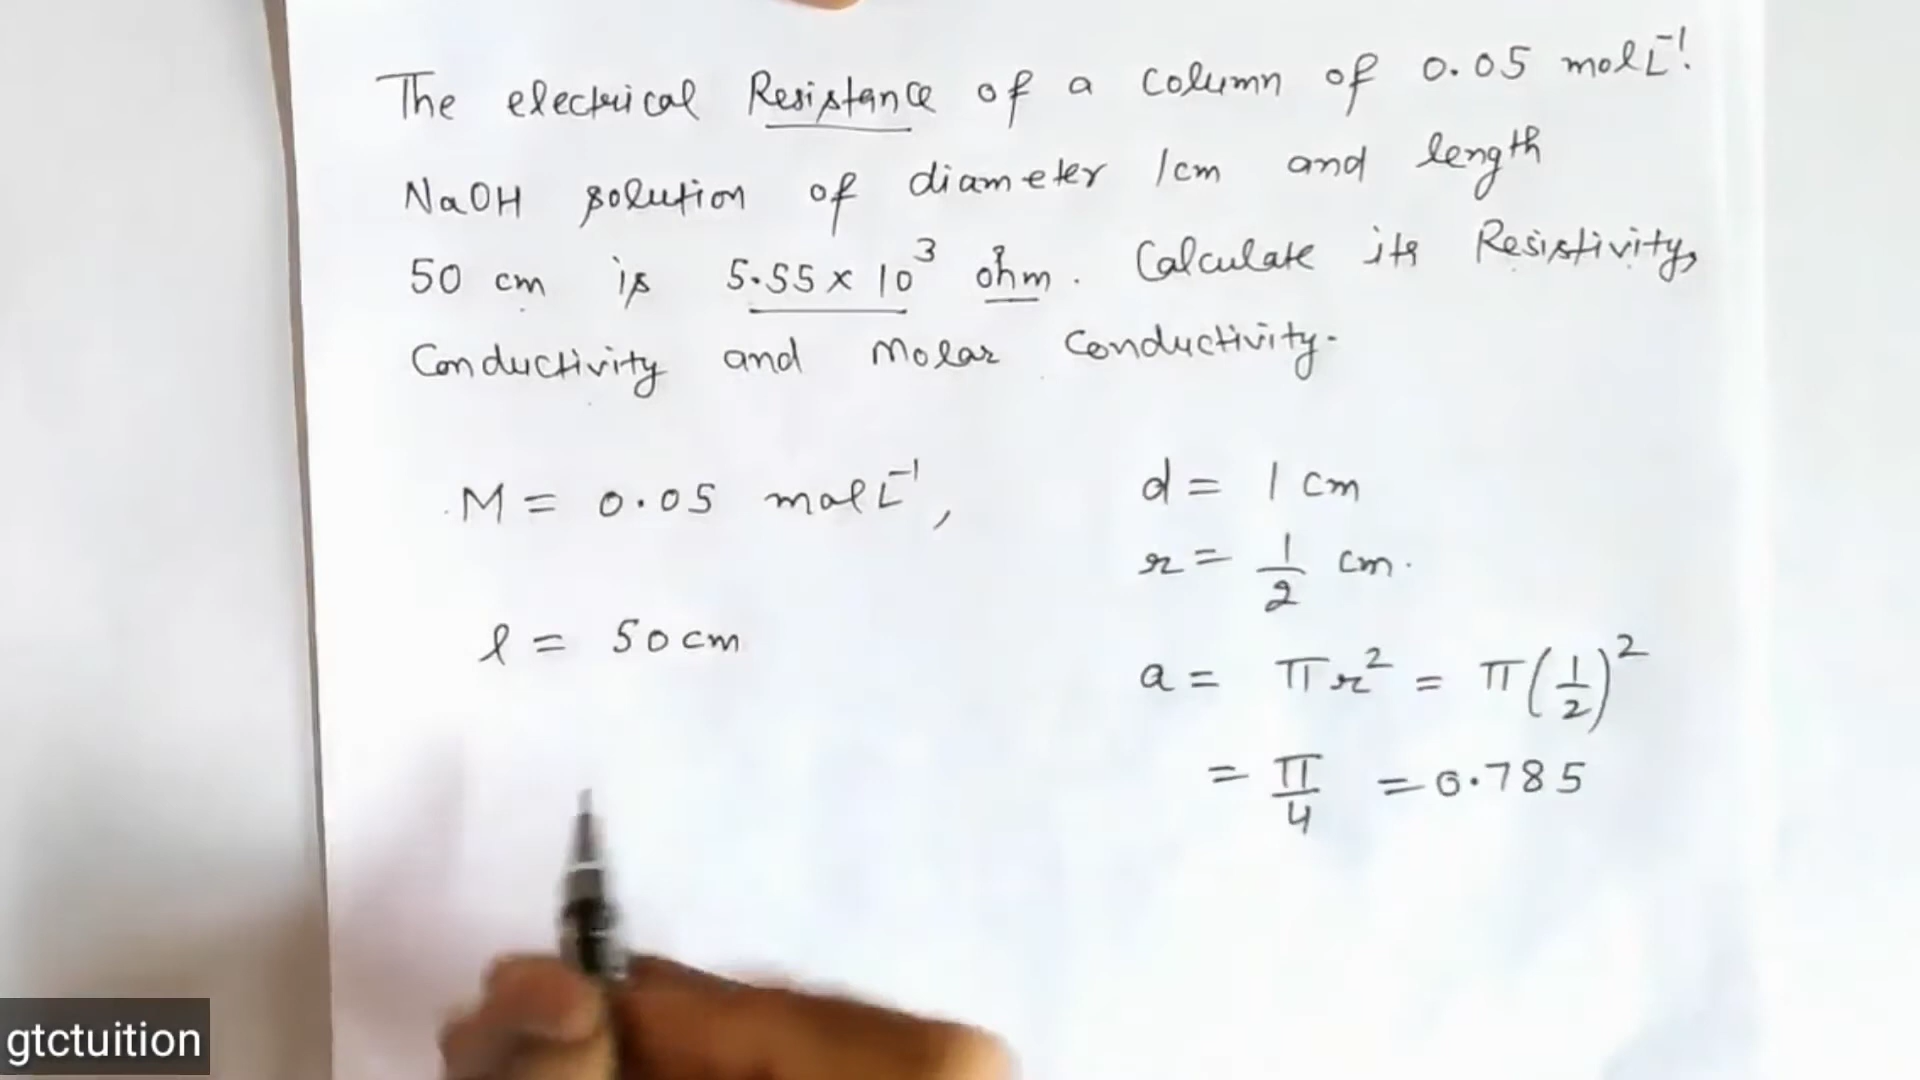 The electrical Resistance of a column of 0.05 mol L⁻¹
NaOH solution of diameter 1cm and length
50 cm is 5.55 x 10³ ohm. Calculate its Resistivity,
Conductivity and Molar Conductivity.
M = 0.05 mol L⁻¹,
l = 50 cm
d = 1 cm
r = 1/2 cm.
a = πr² = π(1/2)²
= π/4 = 0.785
gtctuition